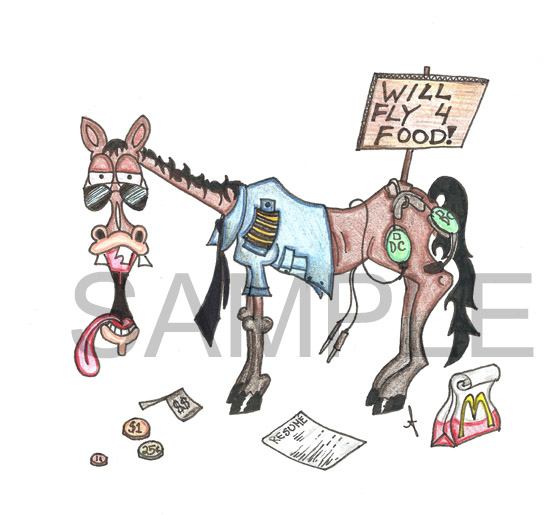 WILL
FLY 4
FOOD!
DC
SAMPLE
$1
25¢
RESUME
M